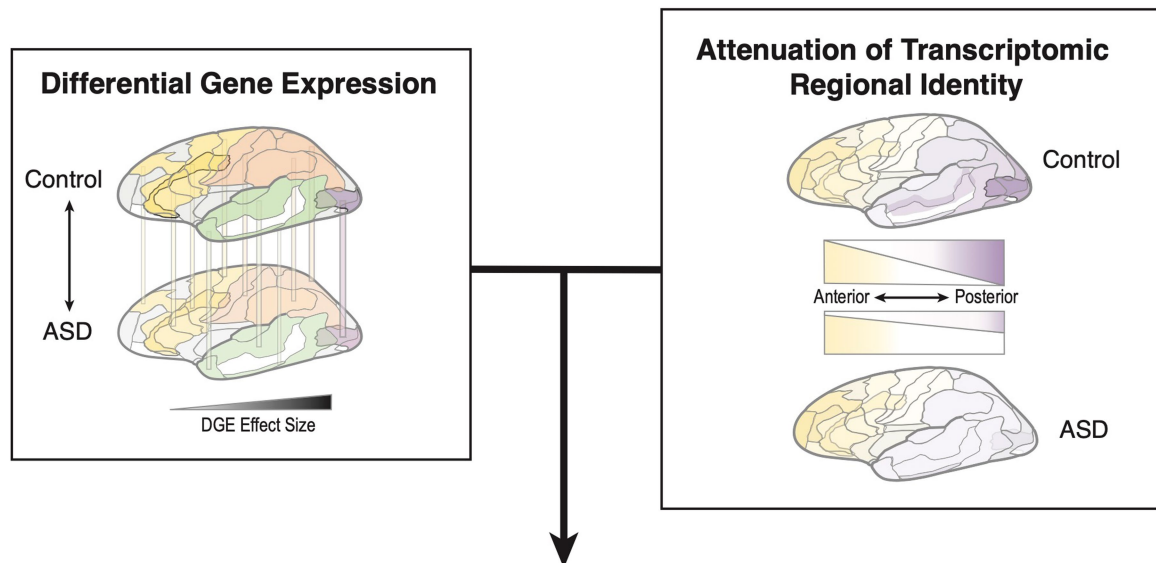 Differential Gene Expression
Control
ASD
DGE Effect Size
Attenuation of Transcriptomic
Regional Identity
Control
Anterior
Posterior
ASD